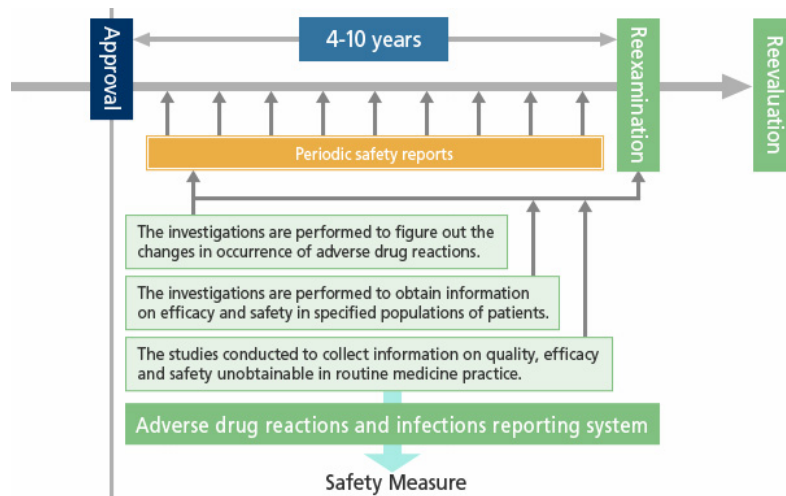 Approval
4-10 years
Reexamination
Reevaluation
Periodic safety reports
The investigations are performed to figure out the
changes in occurrence of adverse drug reactions.
The investigations are performed to obtain information
on efficacy and safety in specified populations of patients.
The studies conducted to collect information on quality, efficacy
and safety unobtainable in routine medicine practice.
Adverse drug reactions and infections reporting system
Safety Measure